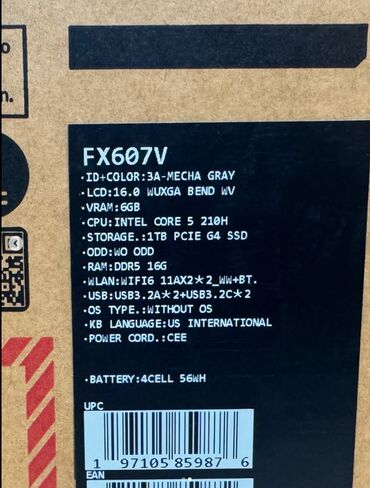 FX607V
·ID+COLOR:3A-MECHA GRAY
·LCD:16.0 WUXGA BEND WV
·VRAM:6GB
·CPU:INTEL CORE 5 210H
·STORAGE.:1TB PCIE G4 SSD
·ODD:WO ODD
·RAM:DDR5 16G
·WLAN:WIFI6 11AX2*2_WW+BT.
·USB:USB3.2A*2+USB3.2C*2
·OS TYPE.:WITHOUT OS
·KB LANGUAGE:US INTERNATIONAL
·POWER CORD.:CEE
·BATTERY:4CELL 56WH
UPC
1 97105 85987 6
EAN